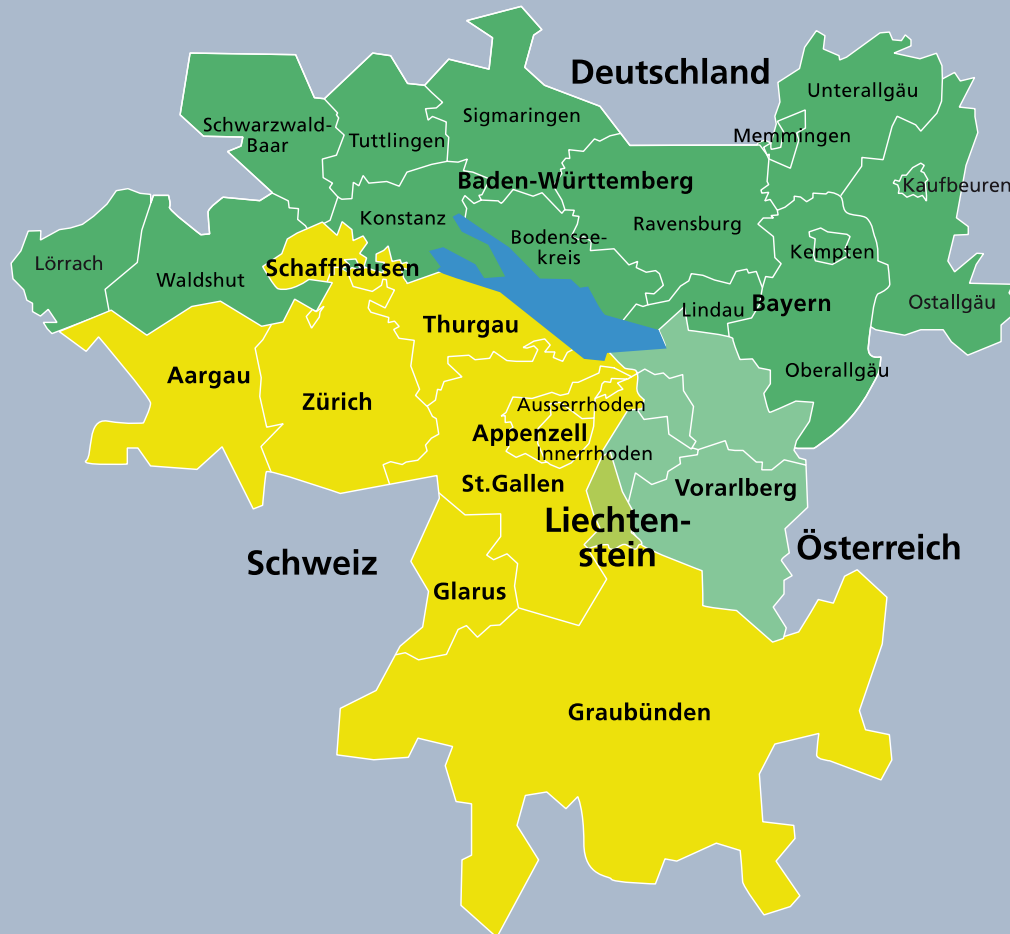 Deutschland
Unterallgäu
Sigmaringen
Schwarzwald-
Baar
Tuttlingen
Memmingen
Baden-Württemberg
Kaufbeuren
Konstanz
Ravensburg
Bodensee-
kreis
Kempten
Lörrach
Waldshut
Schaffhausen
Lindau
Bayern
Ostallgäu
Thurgau
Oberallgäu
Aargau
Zürich
Ausserrhoden
Appenzell
Innerrhoden
St.Gallen
Vorarlberg
Liechten-
stein
Österreich
Schweiz
Glarus
Graubünden